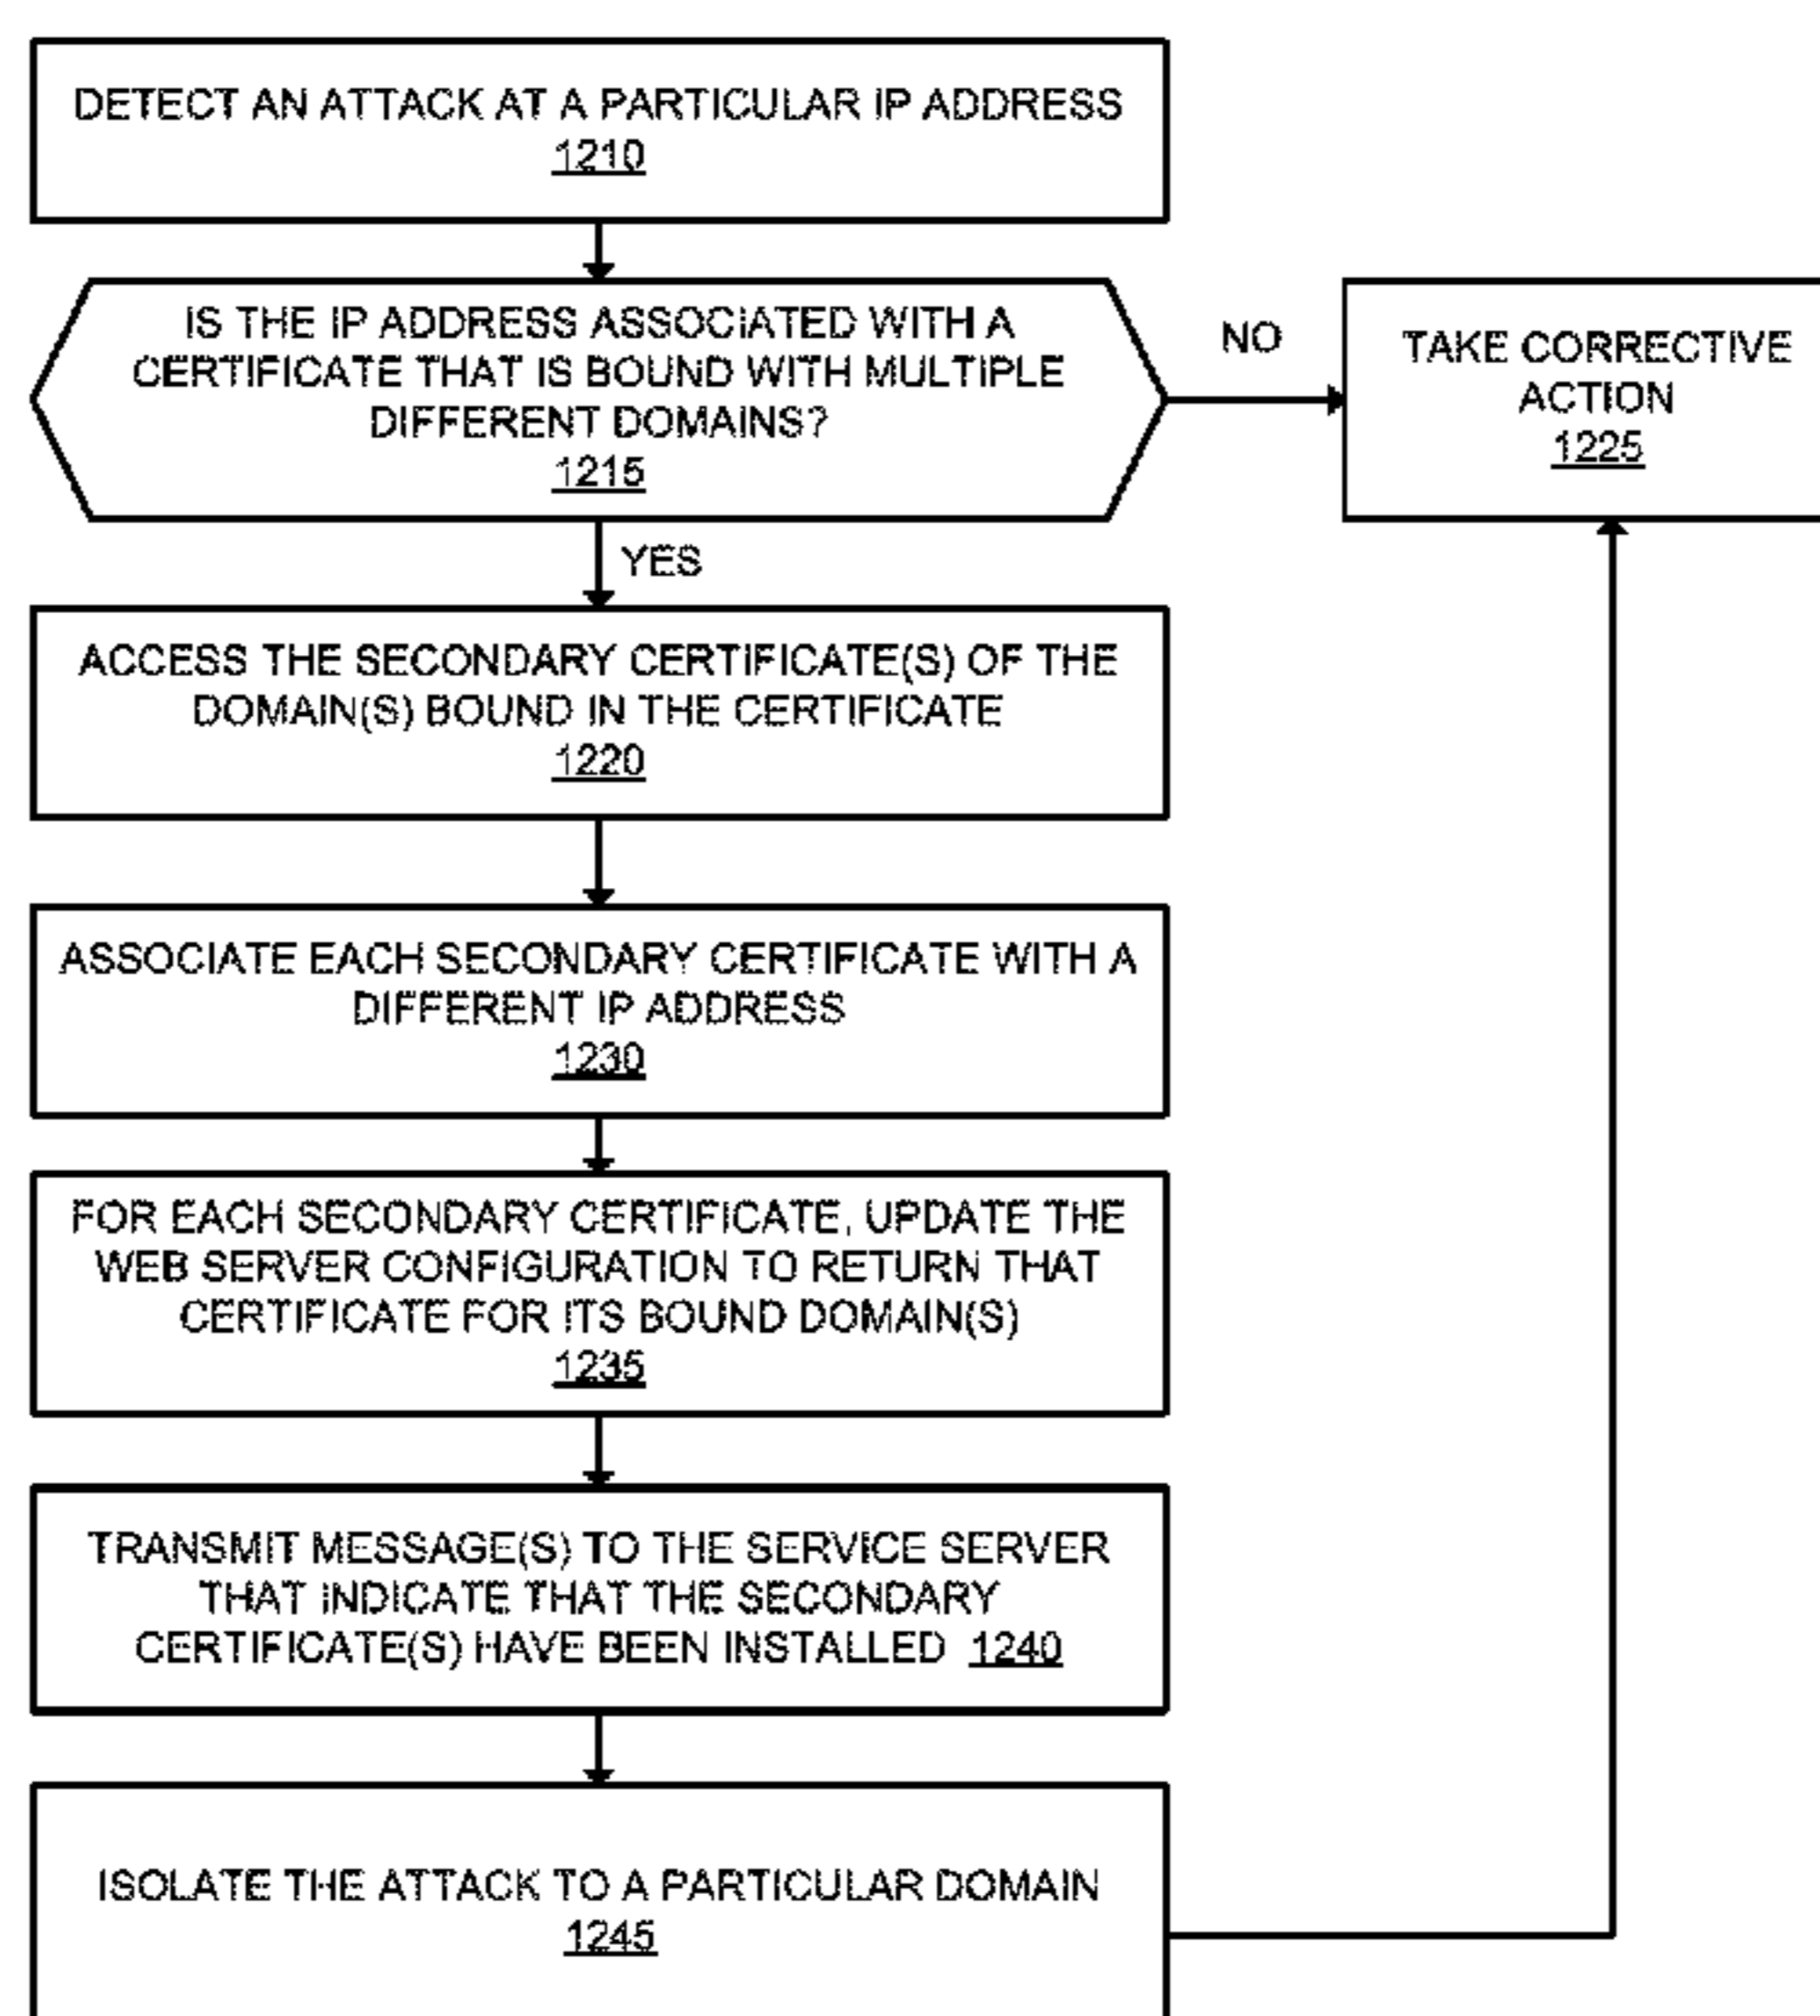 DETECT AN ATTACK AT A PARTICULAR IP ADDRESS
1210
IS THE IP ADDRESS ASSOCIATED WITH A
CERTIFICATE THAT IS BOUND WITH MULTIPLE
DIFFERENT DOMAINS?
1215
NO
TAKE CORRECTIVE
ACTION
1225
YES
ACCESS THE SECONDARY CERTIFICATE(S) OF THE
DOMAIN(S) BOUND IN THE CERTIFICATE
1220
ASSOCIATE EACH SECONDARY CERTIFICATE WITH A
DIFFERENT IP ADDRESS
1230
FOR EACH SECONDARY CERTIFICATE, UPDATE THE
WEB SERVER CONFIGURATION TO RETURN THAT
CERTIFICATE FOR ITS BOUND DOMAIN(S)
1235
TRANSMIT MESSAGE(S) TO THE SERVICE SERVER
THAT INDICATE THAT THE SECONDARY
CERTIFICATE(S) HAVE BEEN INSTALLED 1240
ISOLATE THE ATTACK TO A PARTICULAR DOMAIN
1245